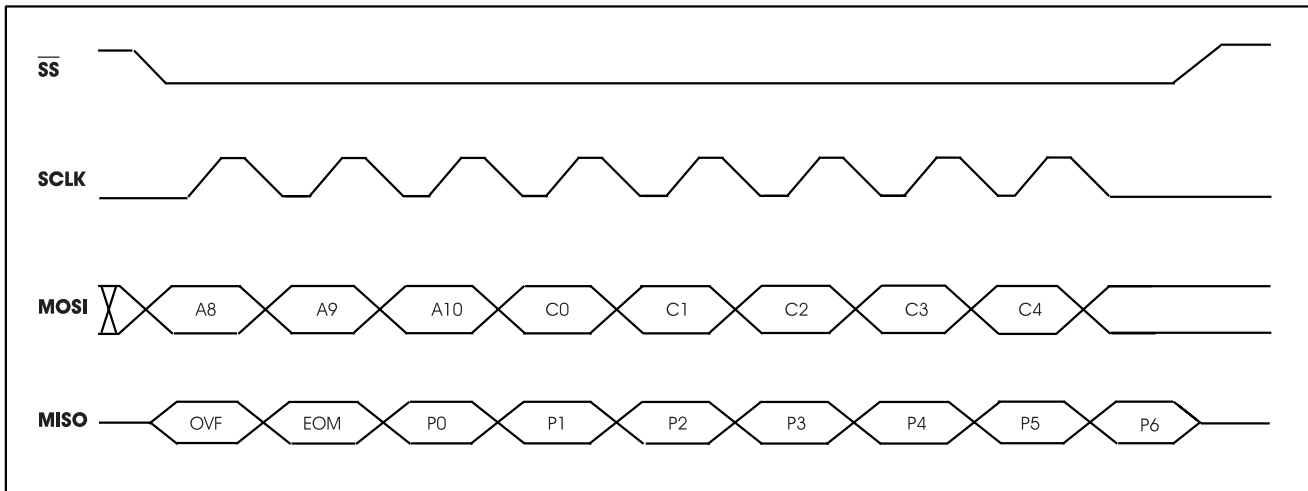 SS
SCLK
MOSI A8 A9 A10 C0 C1 C2 C3 C4
MISO OVF EOM P0 P1 P2 P3 P4 P5 P6